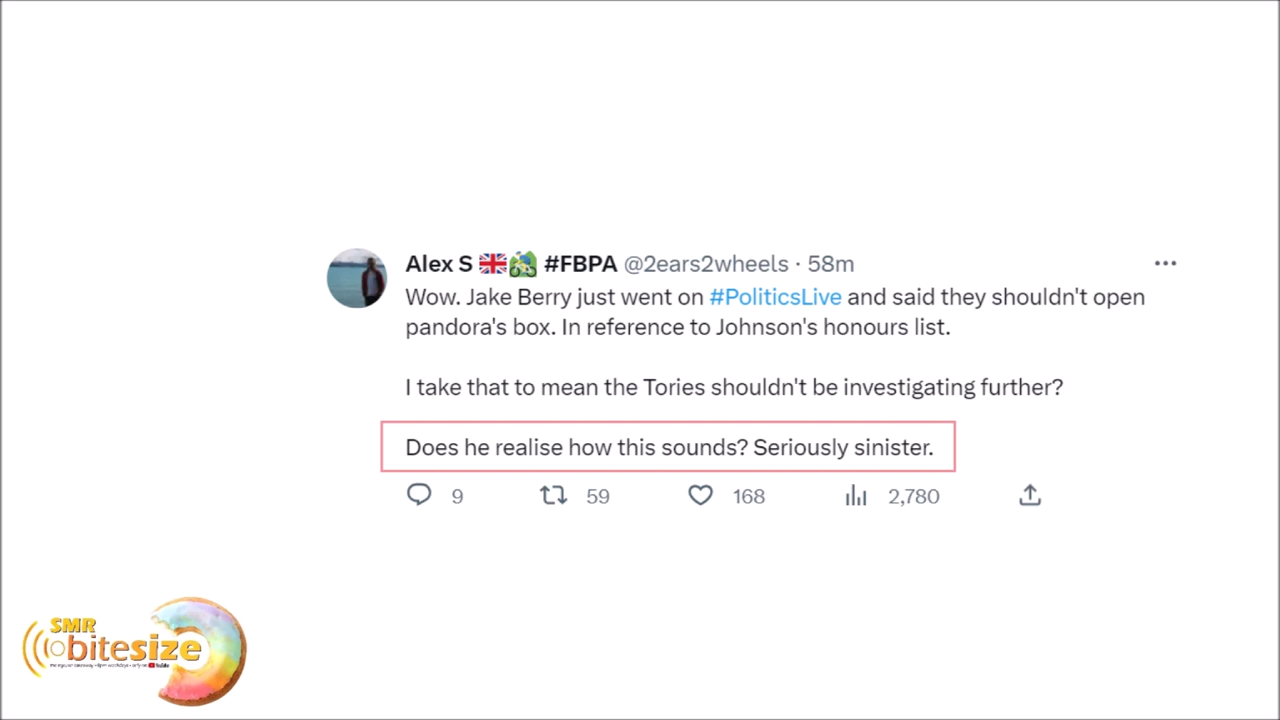 Alex S 🇬🇧🚵 #FBPA @2ears2wheels · 58m
Wow. Jake Berry just went on #PoliticsLive and said they shouldn't open
pandora's box. In reference to Johnson's honours list.
I take that to mean the Tories shouldn't be investigating further?
Does he realise how this sounds? Seriously sinister.
9 59 168 2,780
SMR
bitesize